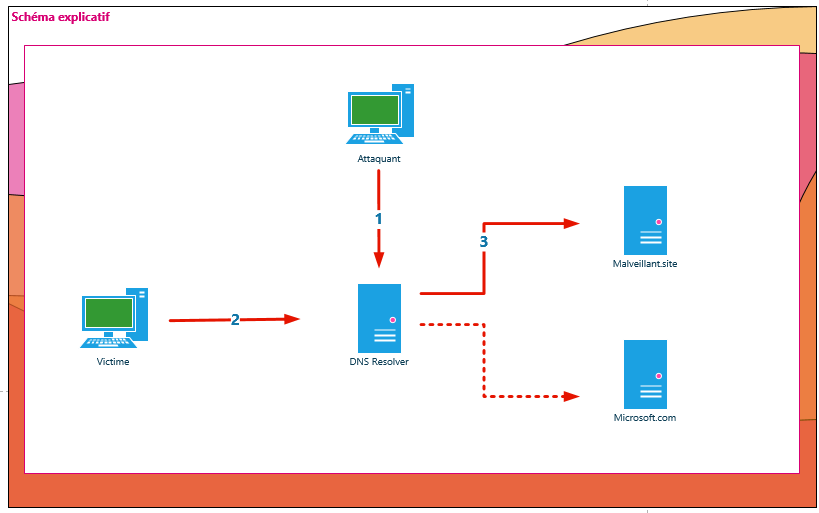 Schéma explicatif
Attaquant
1
3
Malveillant.site
2
Victime
DNS Resolver
Microsoft.com